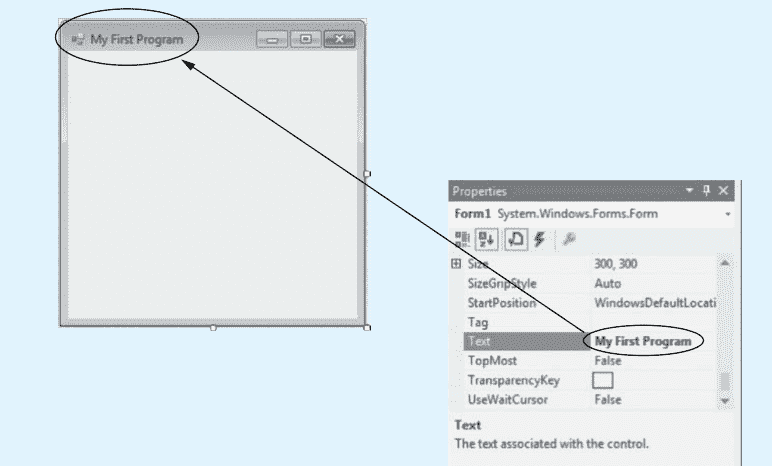 My First Program
Properties
Form1 System.Windows.Forms.Form
Size 300, 300
SizeGripStyle Auto
StartPosition WindowsDefaultLocati
Tag
Text My First Program
TopMost False
TransparencyKey
UseWaitCursor False
Text
The text associated with the control.